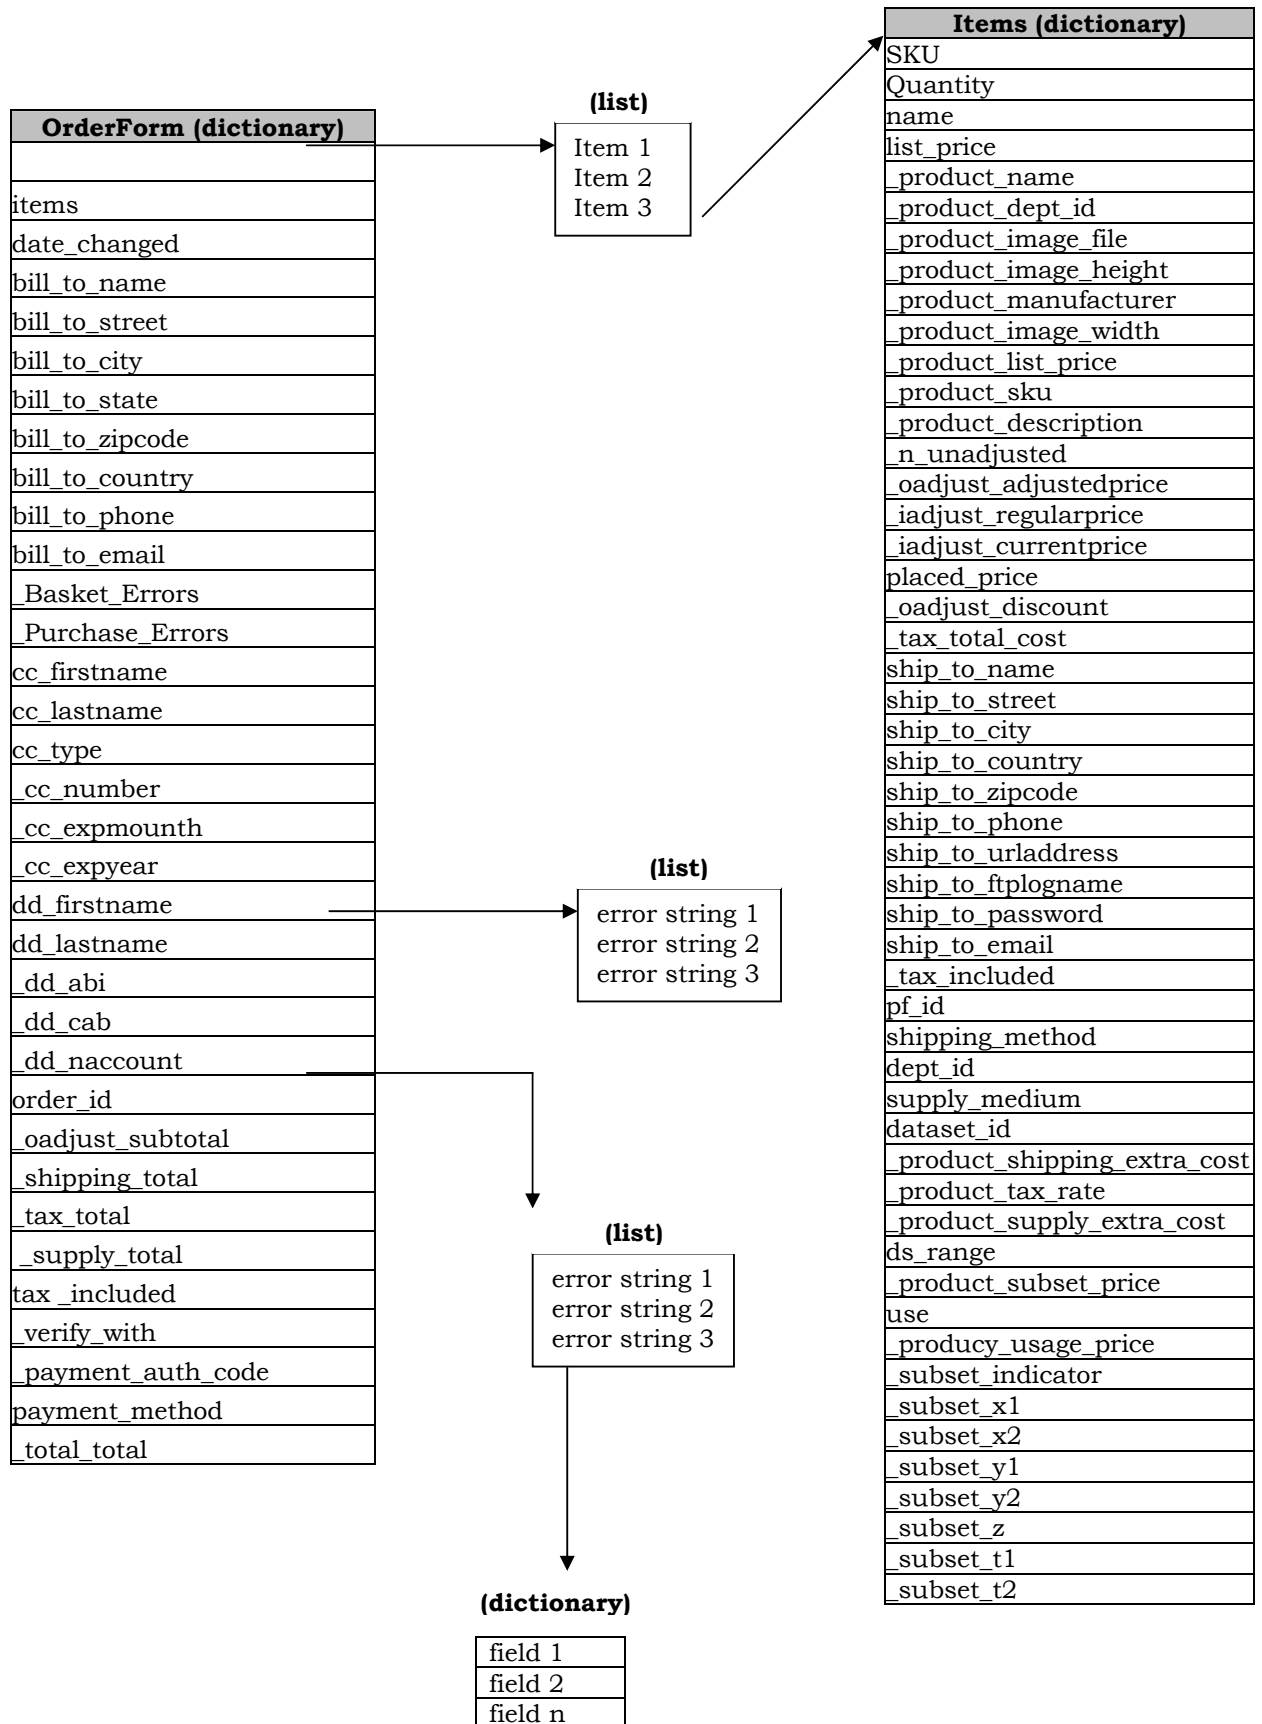 OrderForm (dictionary)
items
date_changed
bill_to_name
bill_to_street
bill_to_city
bill_to_state
bill_to_zipcode
bill_to_country
bill_to_phone
bill_to_email
_Basket_Errors
_Purchase_Errors
cc_firstname
cc_lastname
cc_type
_cc_number
_cc_expmounth
_cc_expyear
dd_firstname
dd_lastname
_dd_abi
_dd_cab
_dd_naccount
order_id
_oadjust_subtotal
_shipping_total
_tax_total
_supply_total
tax _included
_verify_with
_payment_auth_code
payment_method
_total_total
(list)
Item 1
Item 2
Item 3
(list)
error string 1
error string 2
error string 3
(list)
error string 1
error string 2
error string 3
(dictionary)
field 1
field 2
field n
Items (dictionary)
SKU
Quantity
name
list_price
_product_name
_product_dept_id
_product_image_file
_product_image_height
_product_manufacturer
_product_image_width
_product_list_price
_product_sku
_product_description
_n_unadjusted
_oadjust_adjustedprice
_iadjust_regularprice
_iadjust_currentprice
placed_price
_oadjust_discount
_tax_total_cost
ship_to_name
ship_to_street
ship_to_city
ship_to_country
ship_to_zipcode
ship_to_phone
ship_to_urladdress
ship_to_ftplogname
ship_to_password
ship_to_email
_tax_included
pf_id
shipping_method
dept_id
supply_medium
dataset_id
_product_shipping_extra_cost
_product_tax_rate
_product_supply_extra_cost
ds_range
_product_subset_price
use
_producy_usage_price
_subset_indicator
_subset_x1
_subset_x2
_subset_y1
_subset_y2
_subset_z
_subset_t1
_subset_t2